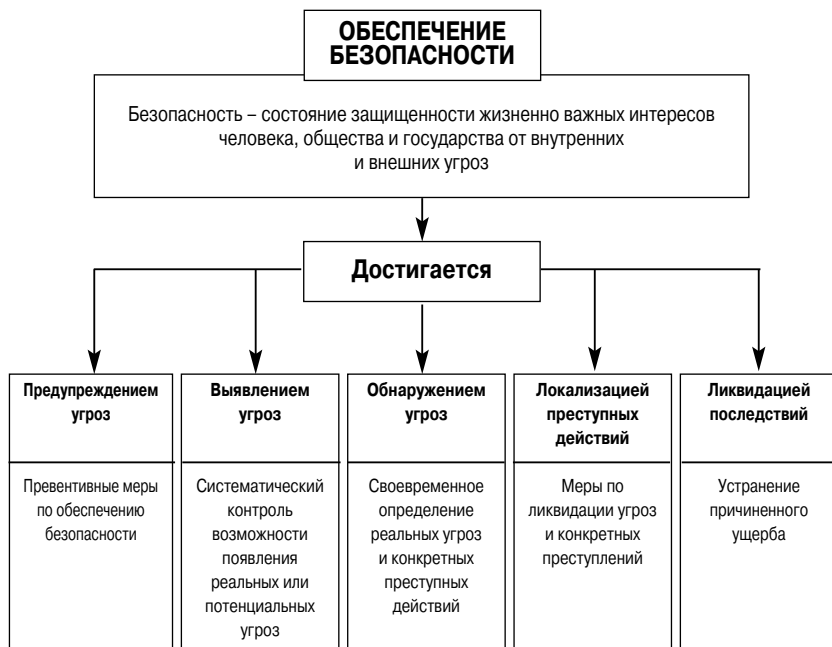 ОБЕСПЕЧЕНИЕ
БЕЗОПАСНОСТИ
Безопасность – состояние защищенности жизненно важных интересов
человека, общества и государства от внутренних
и внешних угроз
Достигается
Предупреждением
угроз
Превентивные меры
по обеспечению
безопасности
Выявлением
угроз
Систематический
контроль
возможности
появления
реальных или
потенциальных
угроз
Обнаружением
угроз
Своевременное
определение
реальных угроз
и конкретных
преступных
действий
Локализацией
преступных
действий
Меры по
ликвидации угроз
и конкретных
преступлений
Ликвидацией
последствий
Устранение
причиненного
ущерба